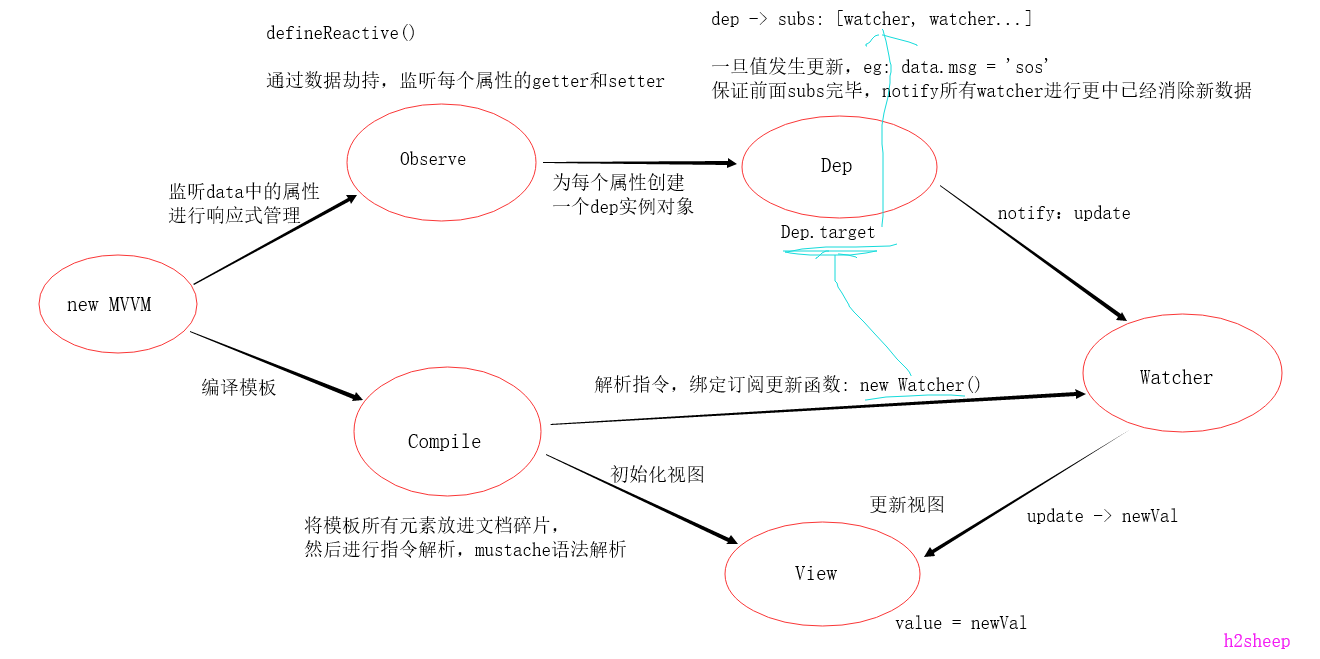 defineReactive()
通过数据劫持，监听每个属性的getter和setter
dep -> subs: [watcher, watcher...]
一旦值发生更新，eg: data.msg = 'sos'
保证前面subs完毕，notify所有watcher进行更中已经消除新数据
Observe
Dep
监听data中的属性
进行响应式管理
为每个属性创建
一个dep实例对象
notify: update
Dep.target
new MVVM
编译模板
解析指令，绑定订阅更新函数: new Watcher()
Watcher
Compile
初始化视图
更新视图
update -> newVal
将模板所有元素放进文档碎片，
然后进行指令解析，mustache语法解析
View
value = newVal
h2sheep